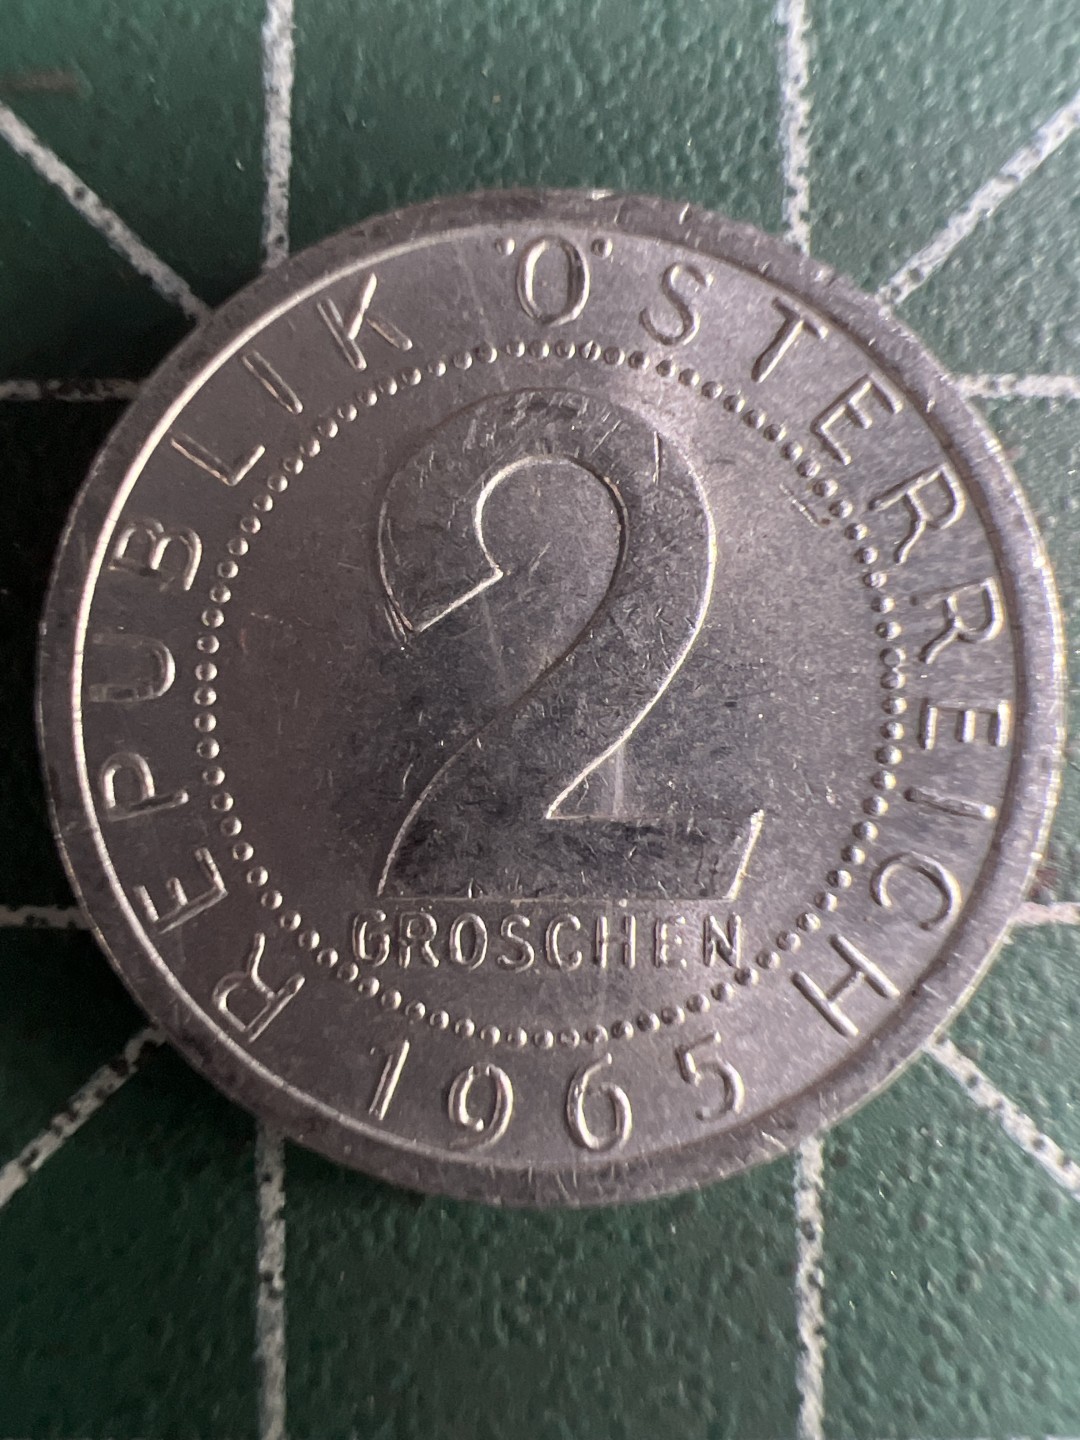 REPUBLIK ÖSTERREICH
2
GROSCHEN
1965